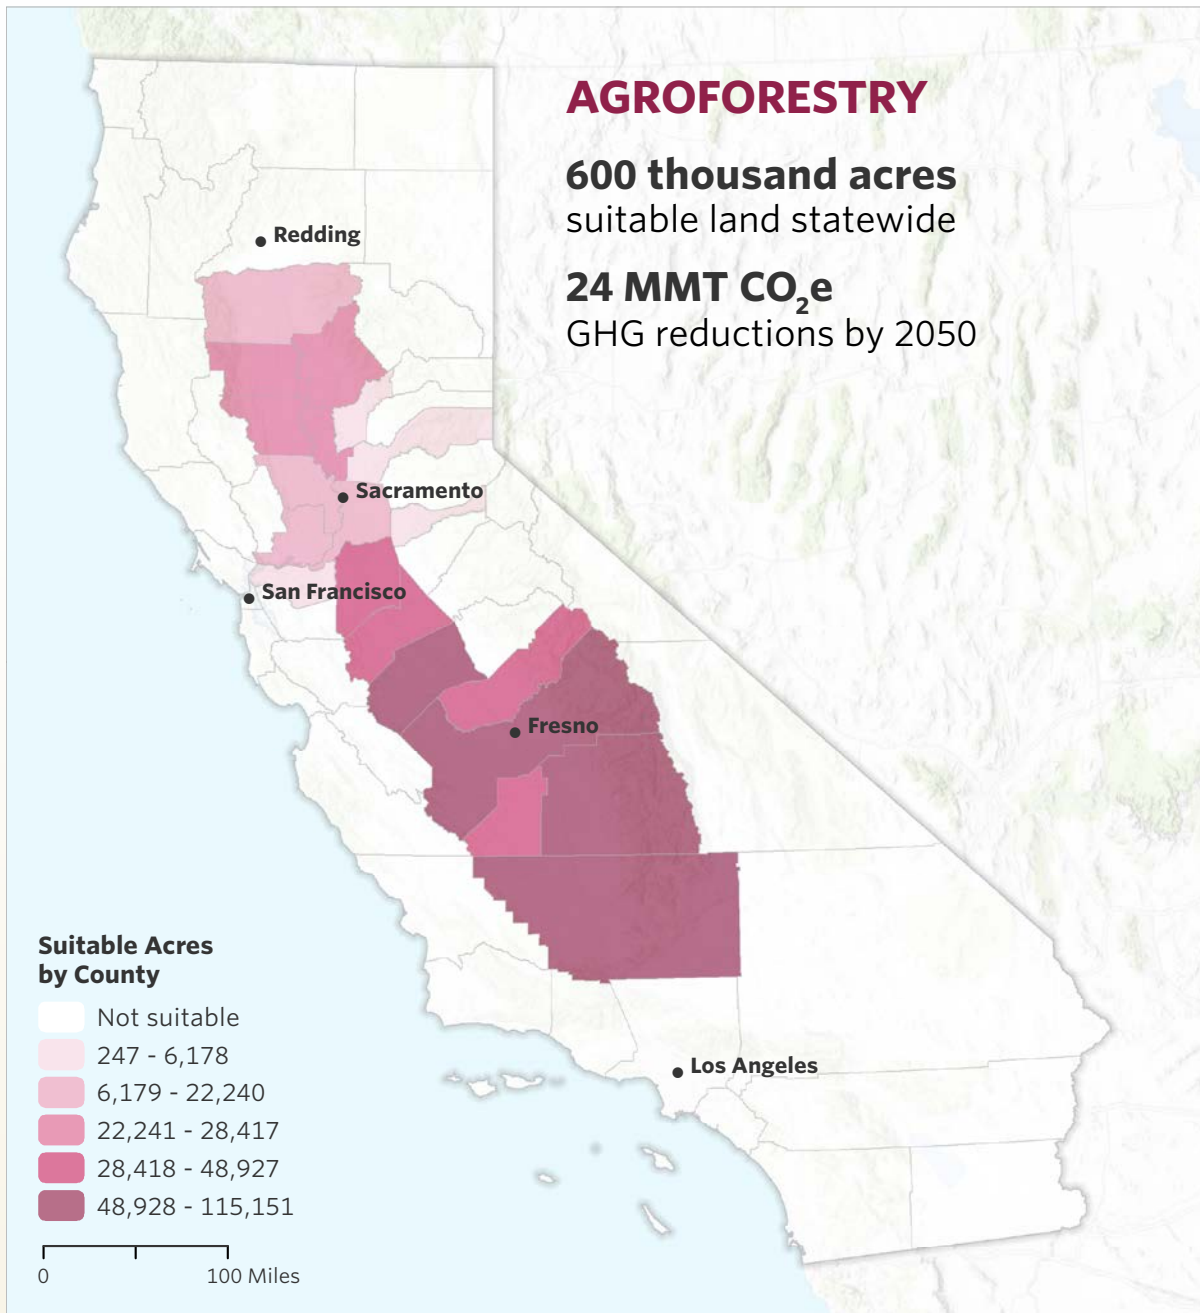 AGROFORESTRY
600 thousand acres
suitable land statewide
24 MMT CO₂e
GHG reductions by 2050
Redding
Sacramento
San Francisco
Fresno
Los Angeles
Suitable Acres
by County
Not suitable
247 - 6,178
6,179 - 22,240
22,241 - 28,417
28,418 - 48,927
48,928 - 115,151
0 100 Miles